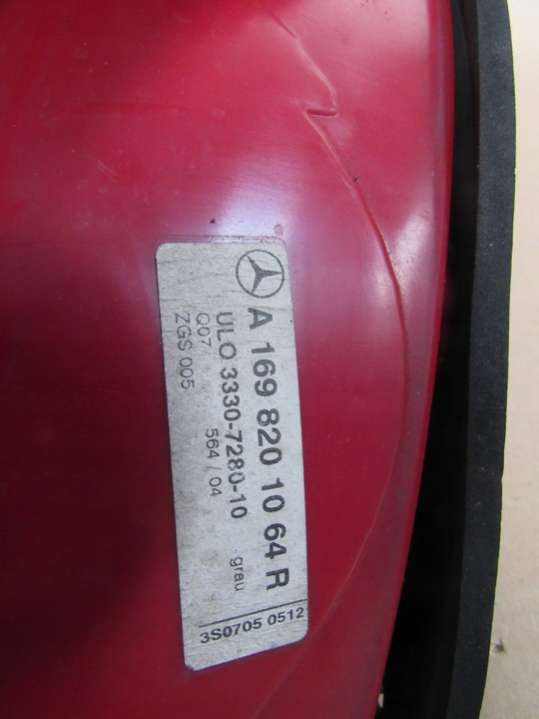 A 169 820 10 64 R
ULO 3330-7280-10 grau
Q07 564 / 04
ZGS 005
3S0705 0512